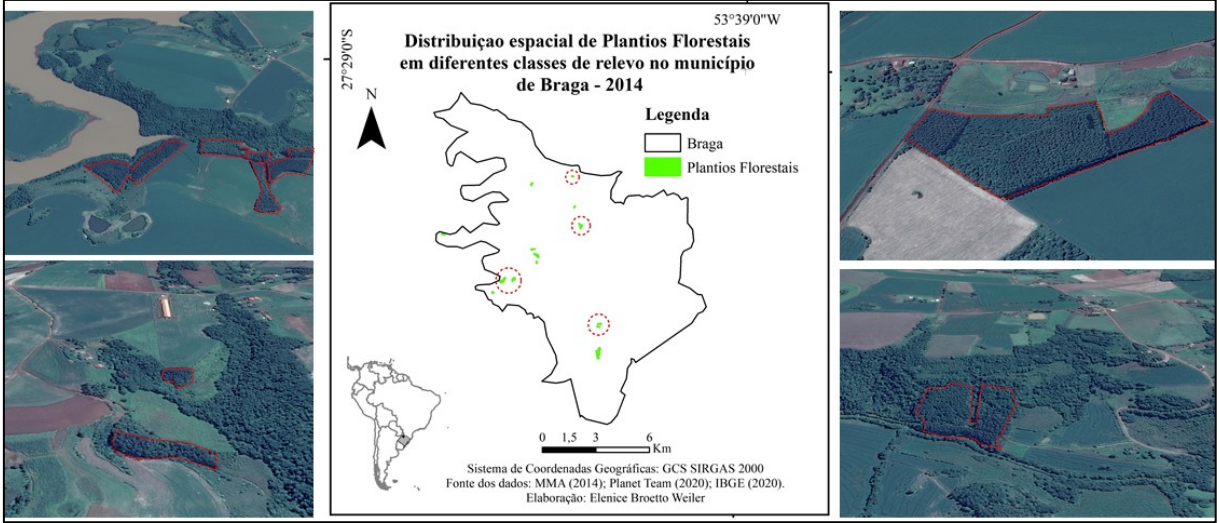 53°39'0"W
27°29'0"S
Distribuiçao espacial de Plantios Florestais
em diferentes classes de relevo no município
de Braga - 2014
N
Legenda
Braga
Plantios Florestais
0 1,5 3 6
Km
Sistema de Coordenadas Geográficas: GCS SIRGAS 2000
Fonte dos dados: MMA (2014); Planet Team (2020); IBGE (2020).
Elaboração: Elenice Broetto Weiler